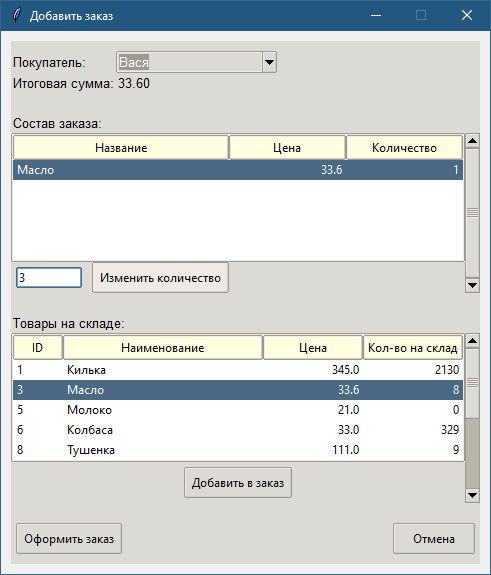 Добавить заказ
Покупатель: Вася
Итоговая сумма: 33.60
Состав заказа:
Название Цена Количество
Масло 33.6 1
3 Изменить количество
Товары на складе:
ID Наименование Цена Кол-во на склад
1 Килька 345.0 2130
3 Масло 33.6 8
5 Молоко 21.0 0
6 Колбаса 33.0 329
8 Тушенка 111.0 9
Добавить в заказ
Оформить заказ Отмена